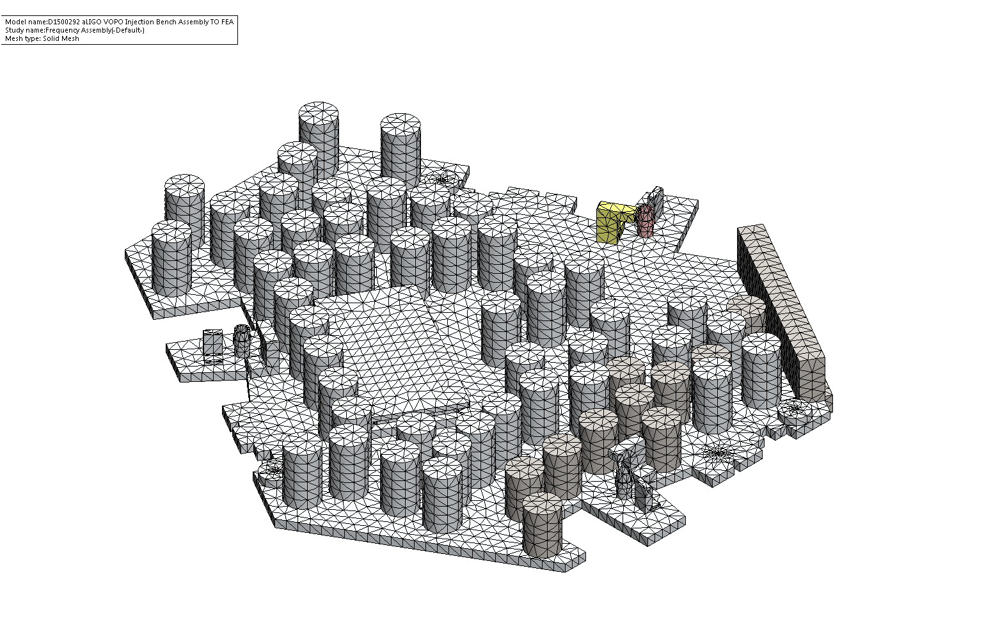 Model name:D1500292 aLIGO VOPO Injection Bench Assembly TO FEA
Study name:Frequency Assembly(-Default-)
Mesh type: Solid Mesh